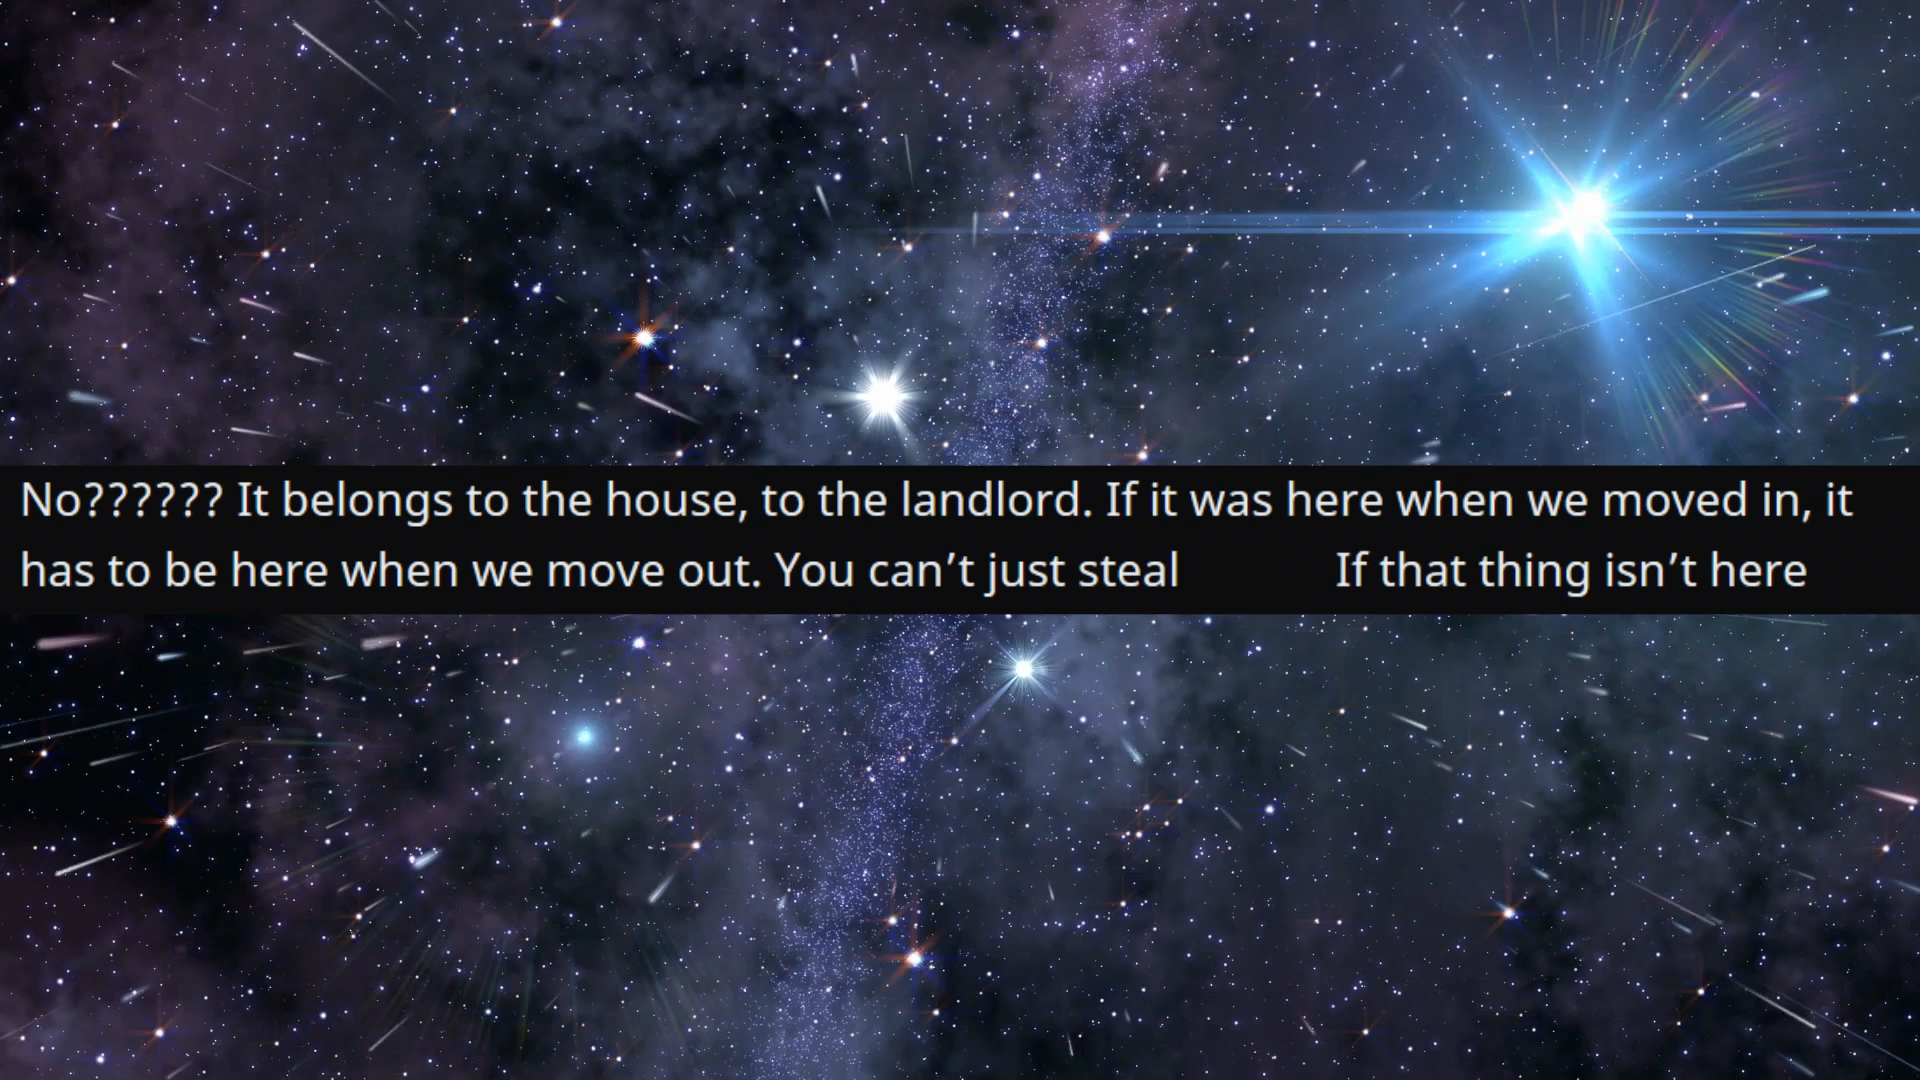 No?????? It belongs to the house, to the landlord. If it was here when we moved in, it
has to be here when we move out. You can’t just steal If that thing isn’t here